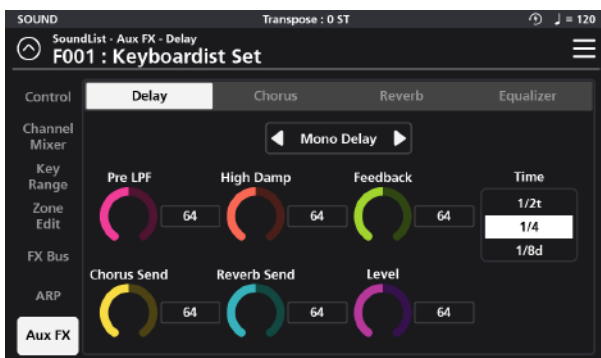 SOUND Transpose : 0 ST ♩ = 120
SoundList - Aux FX - Delay
F001 : Keyboardist Set
Control
Channel
Mixer
Key
Range
Zone
Edit
FX Bus
ARP
Aux FX
Delay Chorus Reverb Equalizer
Mono Delay
Pre LPF High Damp Feedback Time
64 64 64
1/2t
1/4
1/8d
Chorus Send Reverb Send Level
64 64 64